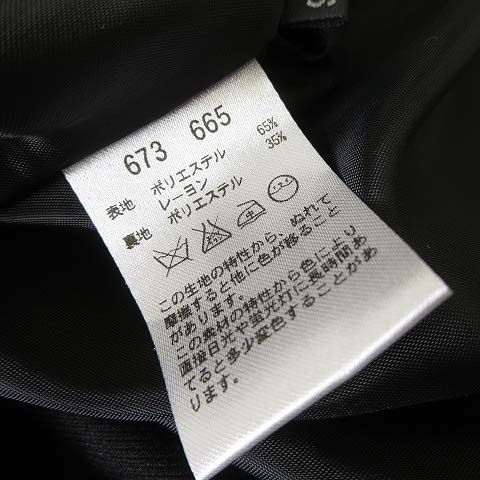 673 665
表地 ポリエステル 65%
レーヨン 35%
裏地 ポリエステル
この生地の特性から、ぬれて
摩擦すると他に色が移ること
があります。
この素材の特性から色により
直接日光や蛍光灯に長時間あ
てると多少変色することがあ
ります。